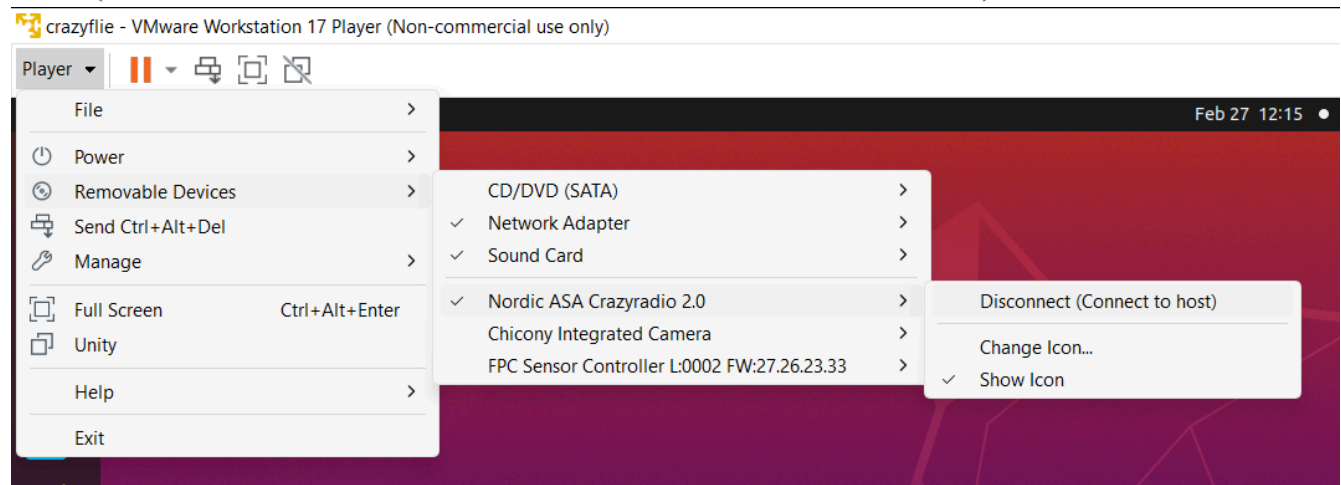 crazyflie - VMware Workstation 17 Player (Non-commercial use only)
Player
File
Feb 27 12:15
Power
Removable Devices
CD/DVD (SATA)
Send Ctrl+Alt+Del
Network Adapter
Manage
Sound Card
Full Screen Ctrl+Alt+Enter
Nordic ASA Crazyradio 2.0
Disconnect (Connect to host)
Unity
Chicony Integrated Camera
Change Icon...
FPC Sensor Controller L:0002 FW:27.26.23.33
Show Icon
Help
Exit